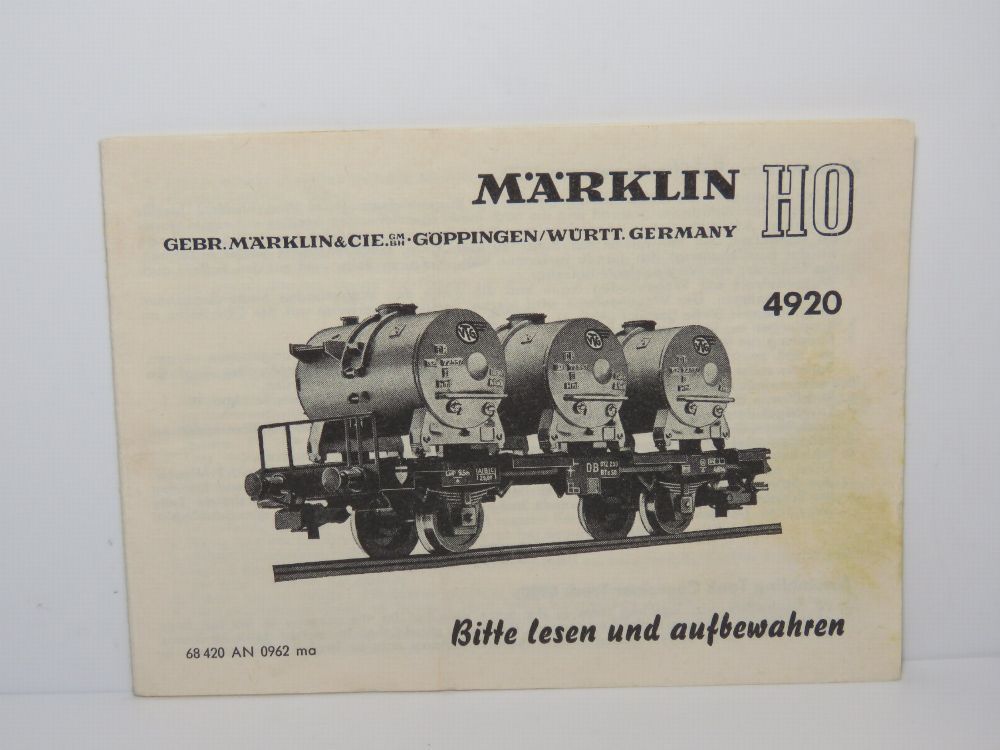 MÄRKLIN HO
GEBR. MÄRKLIN & CIE. GMBH · GÖPPINGEN/WÜRTT. GERMANY
4920
DB
Bitte lesen und aufbewahren
68 420 AN 0962 ma